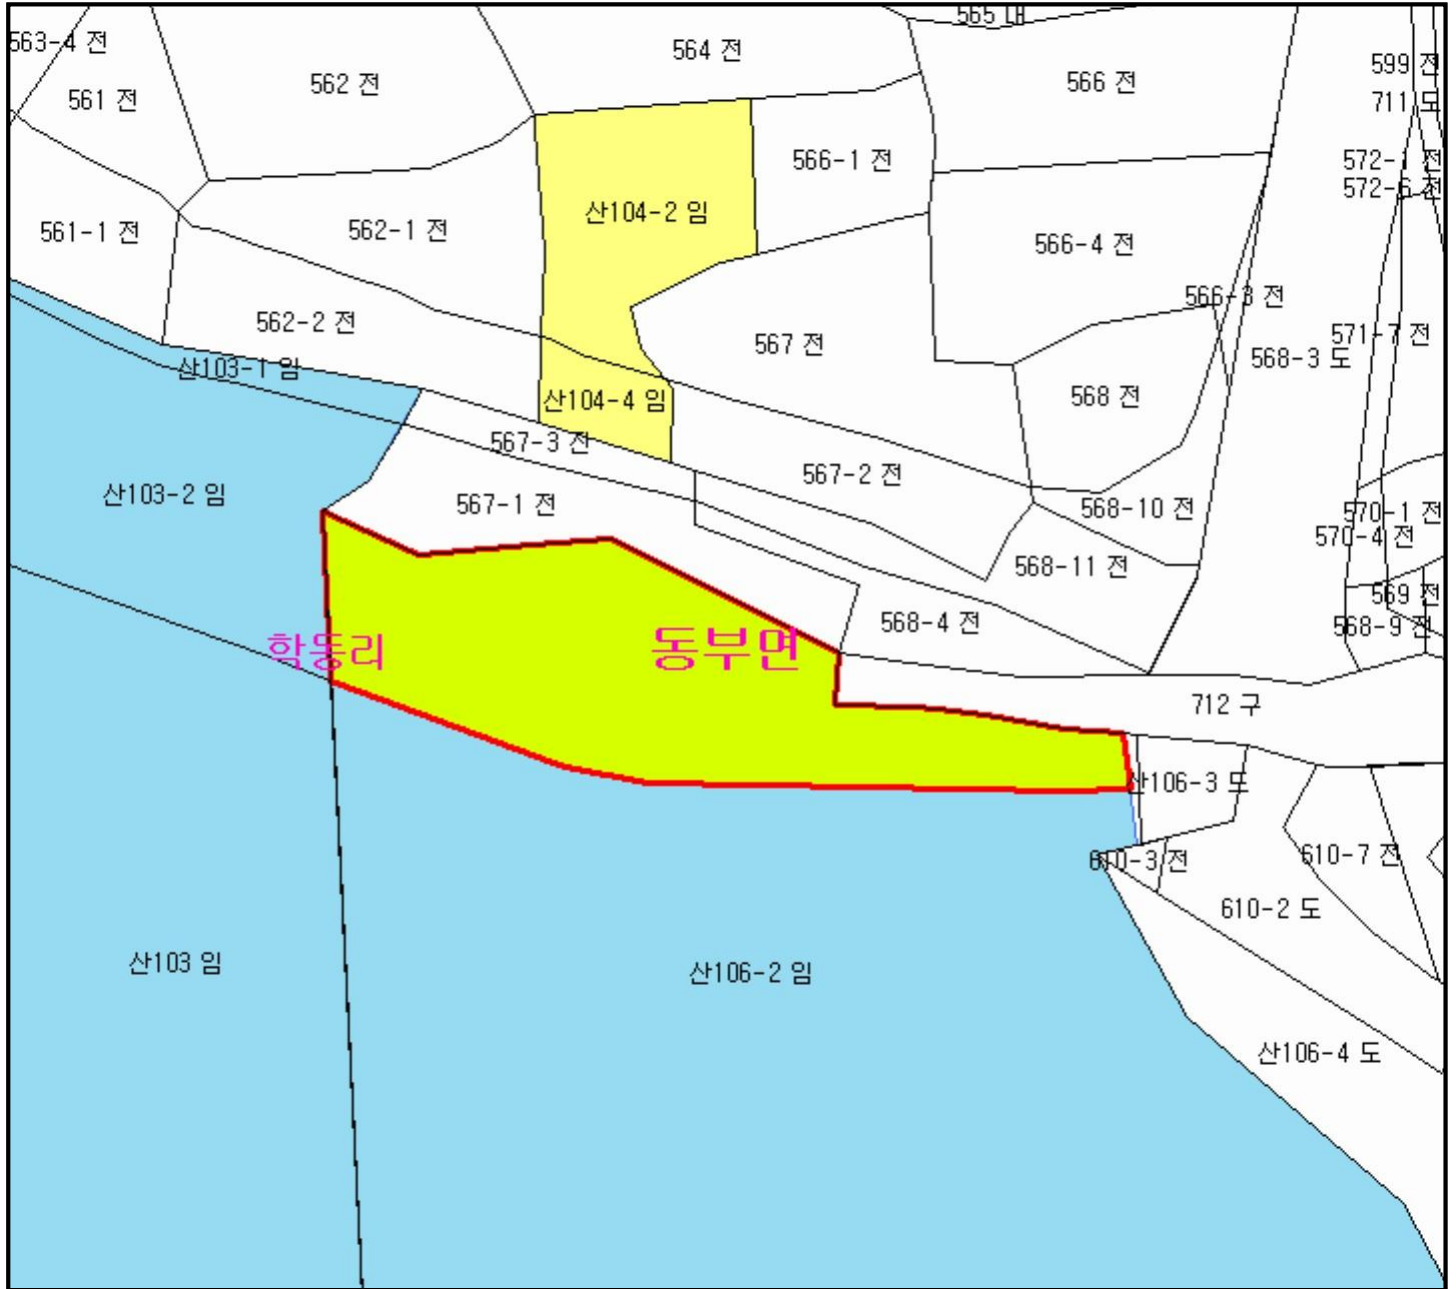 563-4 전
564 전
599 전
562 전
566 전
561 전
711 도
566-1 전
572-1 전
572-6 전
산104-2 임
561-1 전
562-1 전
566-4 전
566-3 전
562-2 전
571-7 전
567 전
568-3 도
산103-1 임
568 전
산104-4 임
567-3 전
567-2 전
산103-2 임
567-1 전
568-10 전
570-1 전
570-4 전
568-11 전
569 전
568-4 전
568-9 전
학동리
동부면
712 구
산106-3 도
610-3 전
610-7 전
610-2 도
산103 임
산106-2 임
산106-4 도